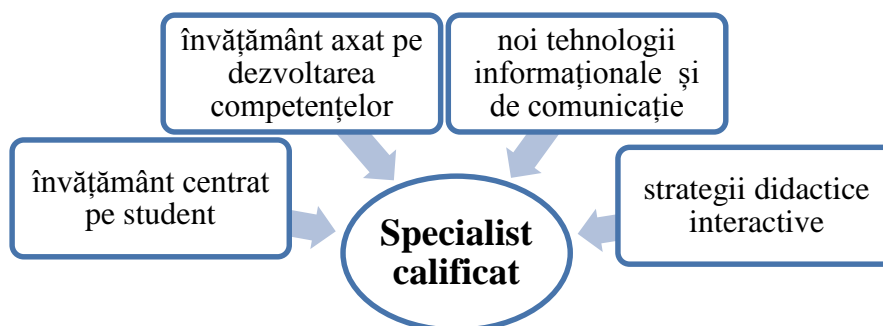 învățământ axat pe
dezvoltarea
competențelor
noi tehnologii
informaționale și
de comunicație
învățământ centrat
pe student
strategii didactice
interactive
Specialist
calificat